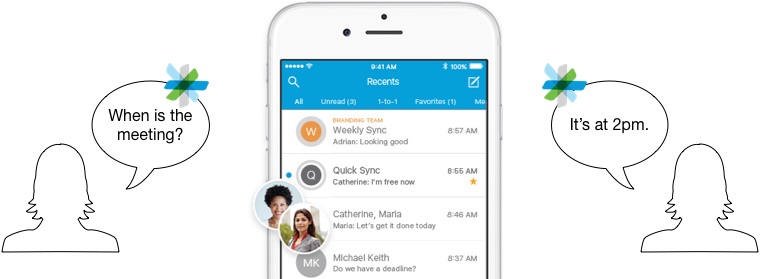 When is the
meeting?
9:41 AM
100%
Recents
All Unread (3) 1-to-1 Favorites (1) Me
BRANDING TEAM
W Weekly Sync 8:57 AM
Adrian: Looking good
Q Quick Sync 8:55 AM
Catherine: I'm free now
Catherine, Maria 8:46 AM
Maria: Let's get it done today
MK Michael Keith 8:37 AM
Do we have a deadline?
It's at 2pm.